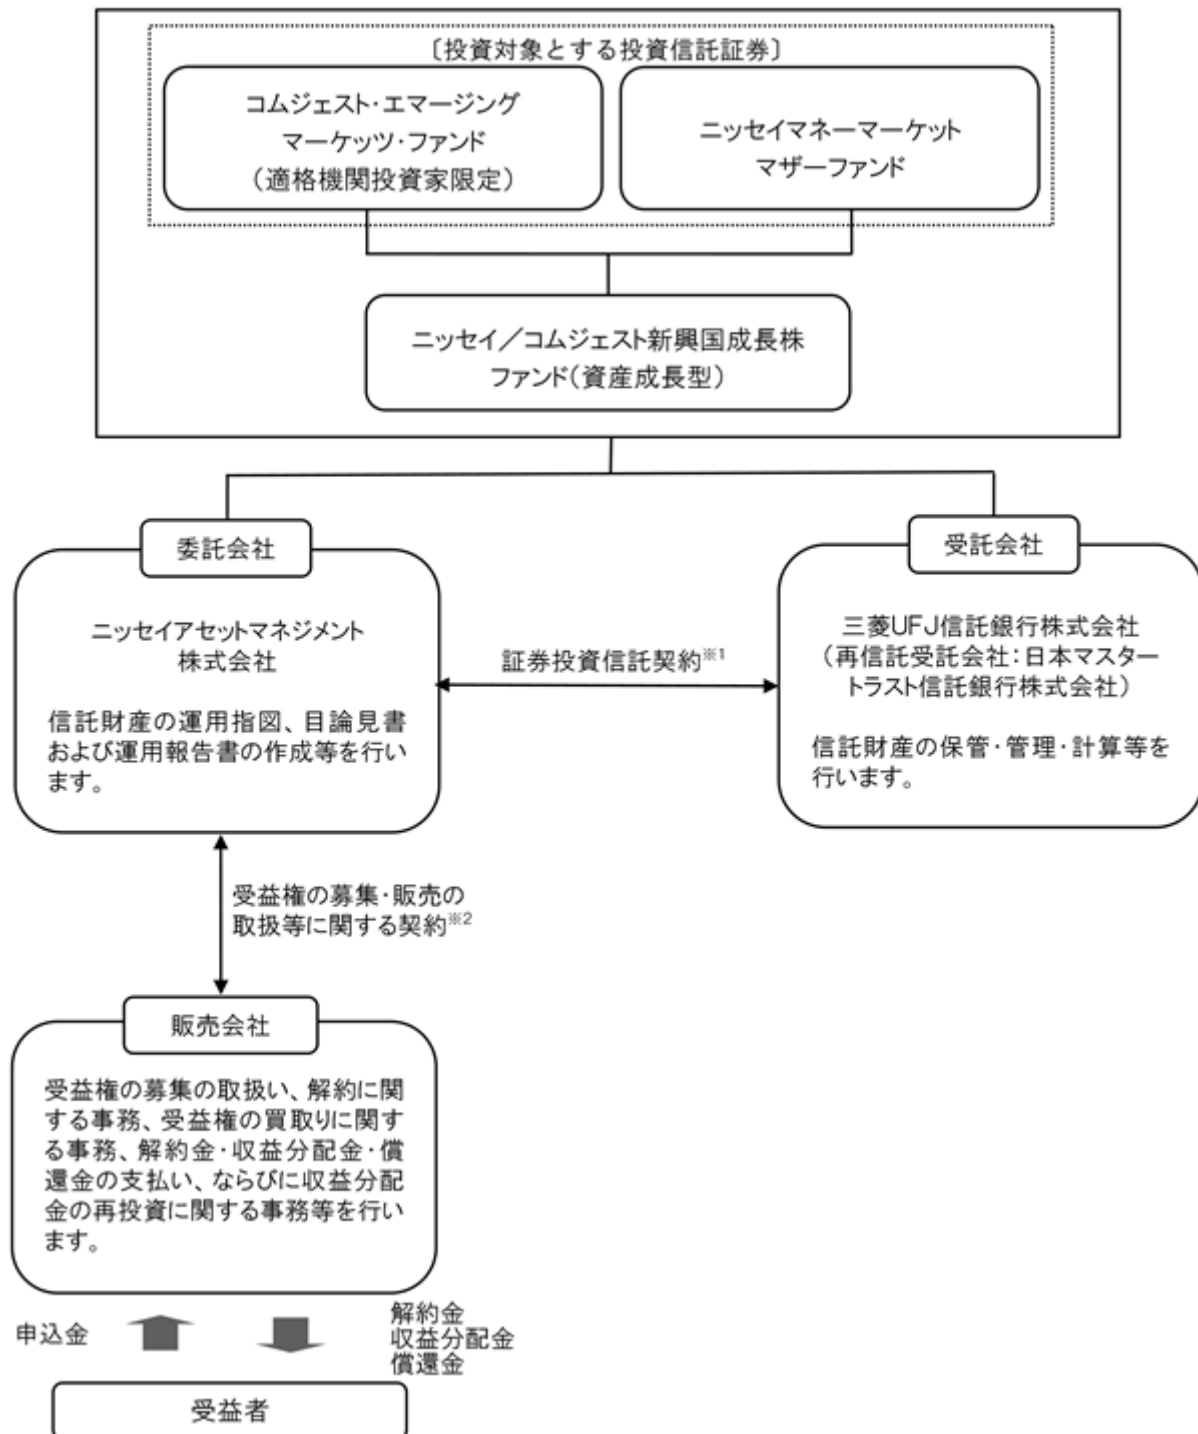 〔投資対象とする投資信託証券〕
コムジェスト・エマージング
マーケッツ・ファンド
（適格機関投資家限定）
ニッセイマネーマーケット
マザーファンド
ニッセイ／コムジェスト新興国成長株
ファンド（資産成長型）
委託会社
ニッセイアセットマネジメント
株式会社
信託財産の運用指図、目論見書
および運用報告書の作成等を行い
ます。
証券投資信託契約※1
受託会社
三菱UFJ信託銀行株式会社
（再信託受託会社：日本マスター
トラスト信託銀行株式会社）
信託財産の保管・管理・計算等を
行います。
受益権の募集・販売の
取扱等に関する契約※2
販売会社
受益権の募集の取扱い、解約に関
する事務、受益権の買取りに関す
る事務、解約金・収益分配金・償
還金の支払い、ならびに収益分配
金の再投資に関する事務等を行い
ます。
申込金
解約金
収益分配金
償還金
受益者